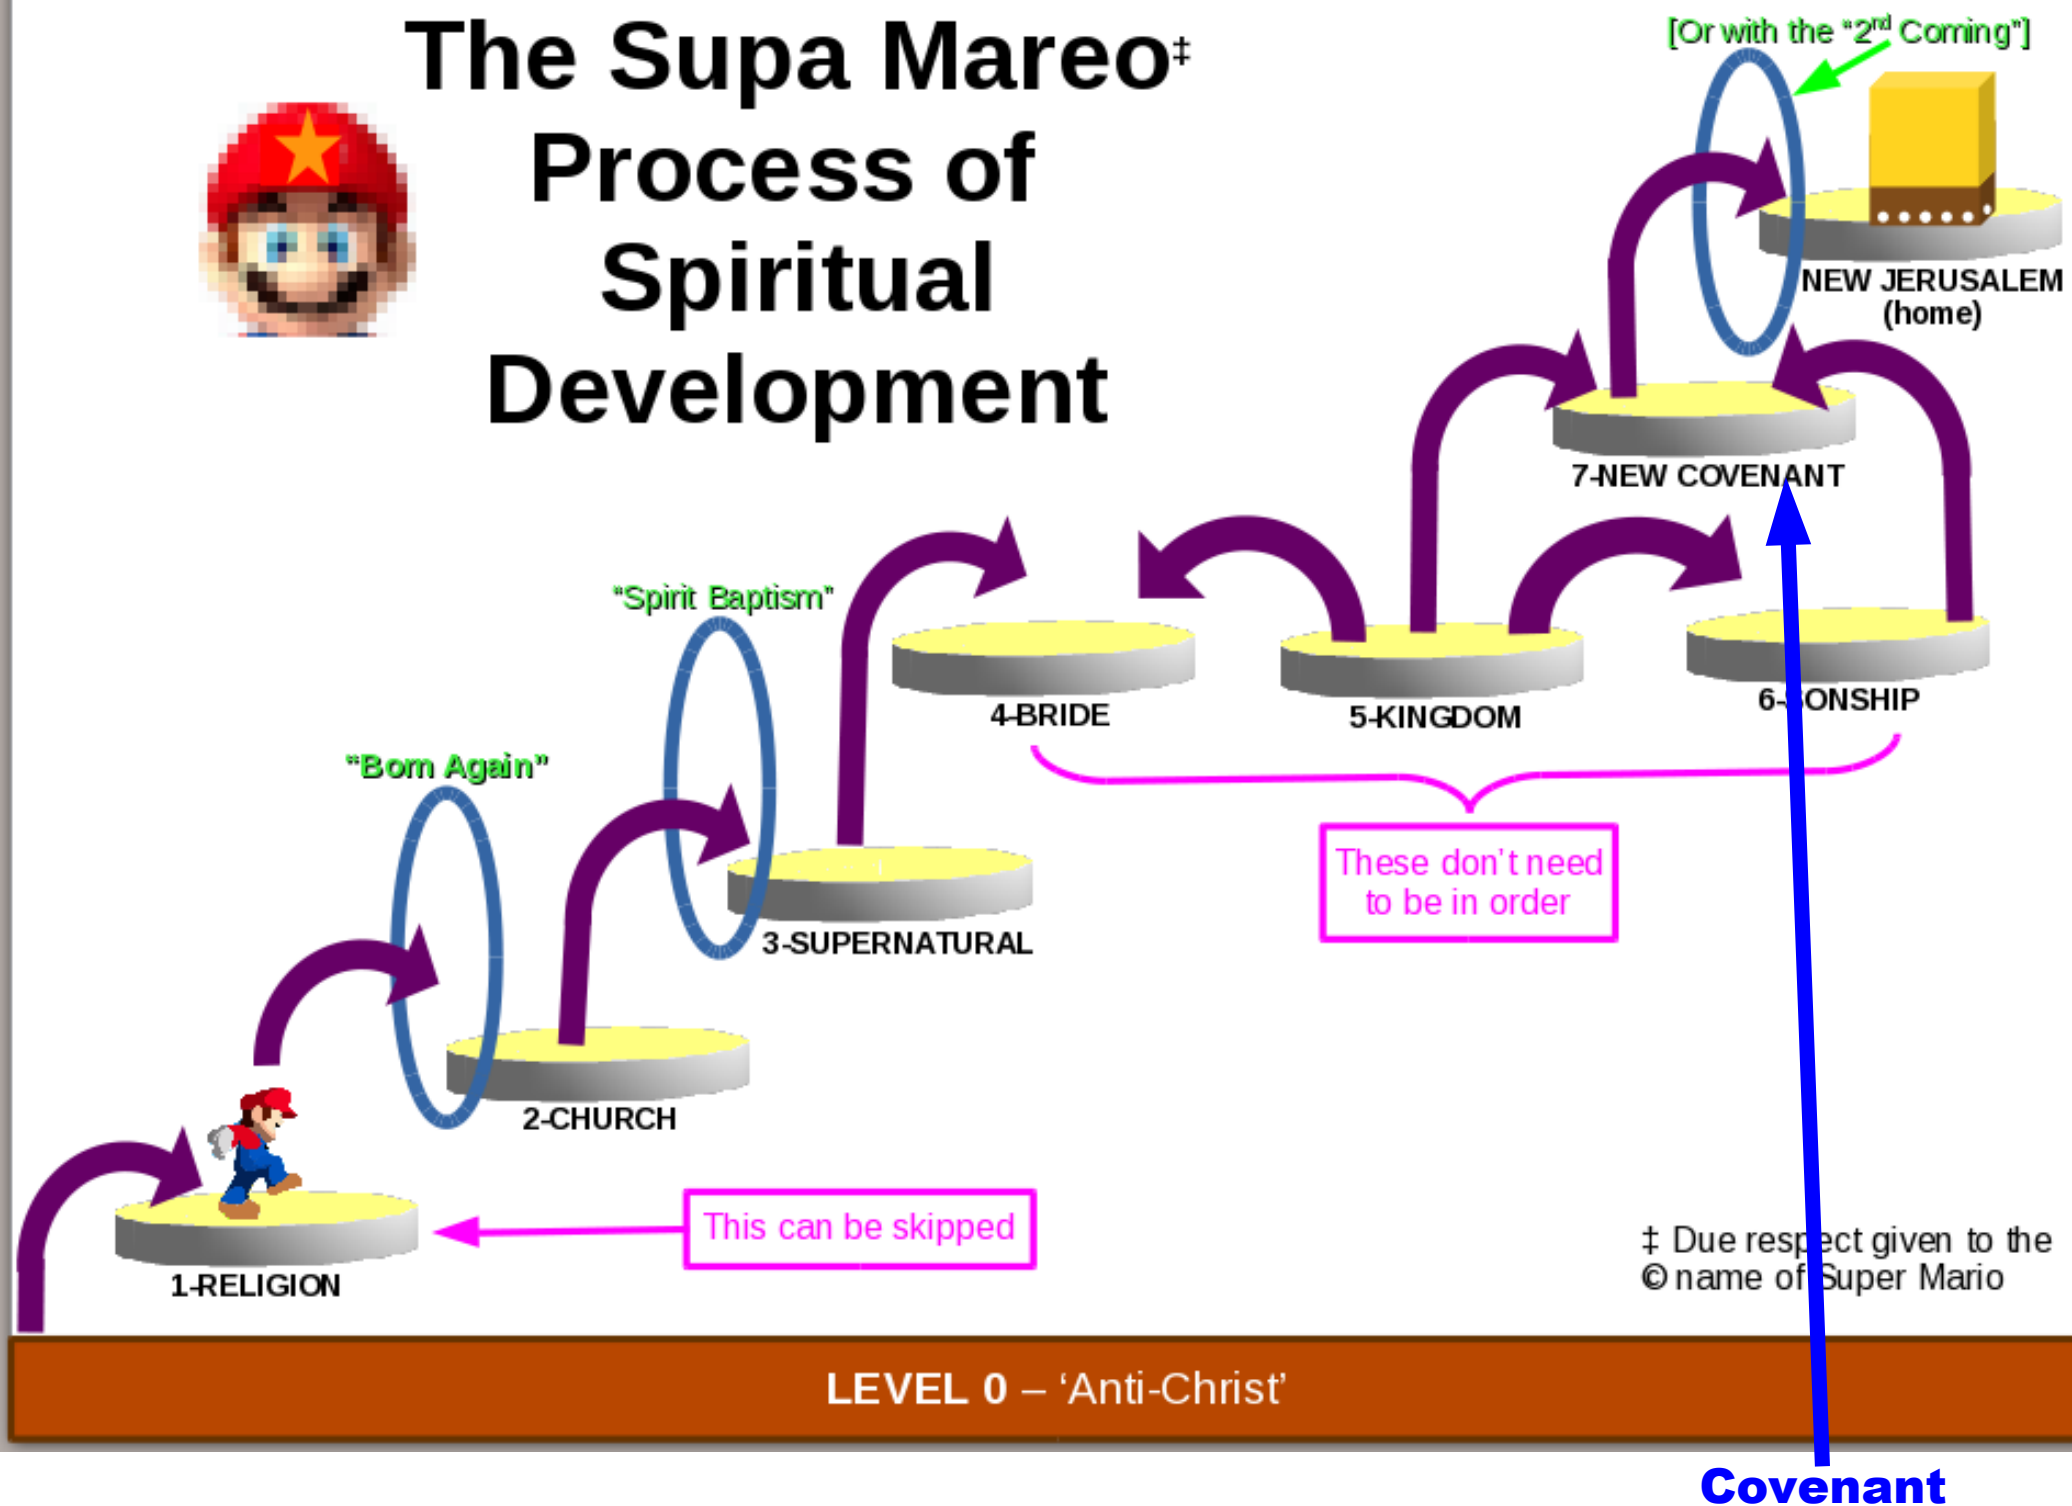 The Supa Mareo‡
Process of
Spiritual
Development
[Or with the “2nd Coming”]
NEW JERUSALEM
(home)
7-NEW COVENANT
“Spirit Baptism”
4-BRIDE
5-KINGDOM
6-SONSHIP
“Born Again”
These don’t need
to be in order
3-SUPERNATURAL
2-CHURCH
This can be skipped
1-RELIGION
‡ Due respect given to the
© name of Super Mario
LEVEL 0 – ‘Anti-Christ’
Covenant